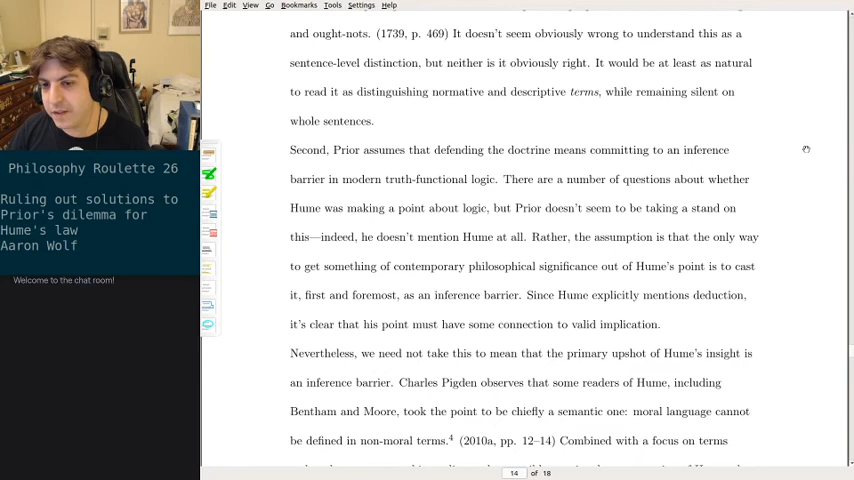 File Edit View Go Bookmarks Tools Settings Help
and ought-nots. (1739, p. 469) It doesn't seem obviously wrong to understand this as a
sentence-level distinction, but neither is it obviously right. It would be at least as natural
to read it as distinguishing normative and descriptive terms, while remaining silent on
whole sentences.
Second, Prior assumes that defending the doctrine means committing to an inference
barrier in modern truth-functional logic. There are a number of questions about whether
Hume was making a point about logic, but Prior doesn't seem to be taking a stand on
this—indeed, he doesn't mention Hume at all. Rather, the assumption is that the only way
to get something of contemporary philosophical significance out of Hume's point is to cast
it, first and foremost, as an inference barrier. Since Hume explicitly mentions deduction,
it's clear that his point must have some connection to valid implication.
Nevertheless, we need not take this to mean that the primary upshot of Hume's insight is
an inference barrier. Charles Pigden observes that some readers of Hume, including
Bentham and Moore, took the point to be chiefly a semantic one: moral language cannot
be defined in non-moral terms.4 (2010a, pp. 12–14) Combined with a focus on terms
14 of 18
Philosophy Roulette 26
Ruling out solutions to
Prior's dilemma for
Hume's law
Aaron Wolf
Welcome to the chat room!